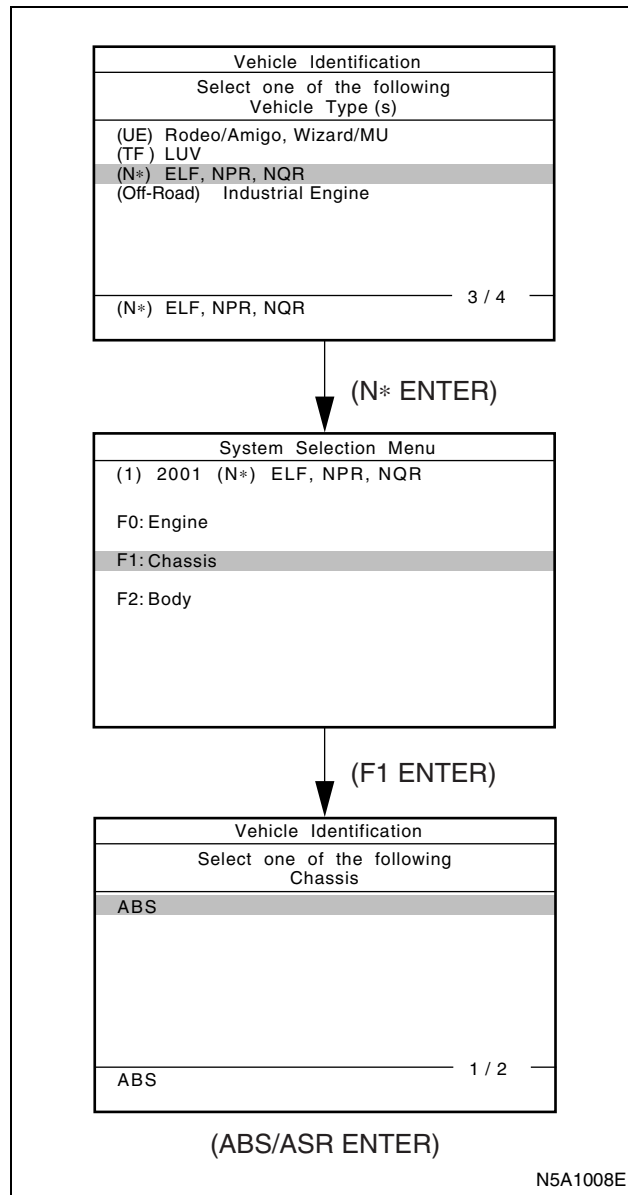 Vehicle Identification
Select one of the following
Vehicle Type (s)
(UE) Rodeo/Amigo, Wizard/MU
(TF ) LUV
(N*) ELF, NPR, NQR
(Off-Road) Industrial Engine
3 / 4
(N*) ELF, NPR, NQR
(N* ENTER)
System Selection Menu
(1) 2001 (N*) ELF, NPR, NQR
F0: Engine
F1: Chassis
F2: Body
(F1 ENTER)
Vehicle Identification
Select one of the following
Chassis
ABS
1 / 2
ABS
(ABS/ASR ENTER)
N5A1008E